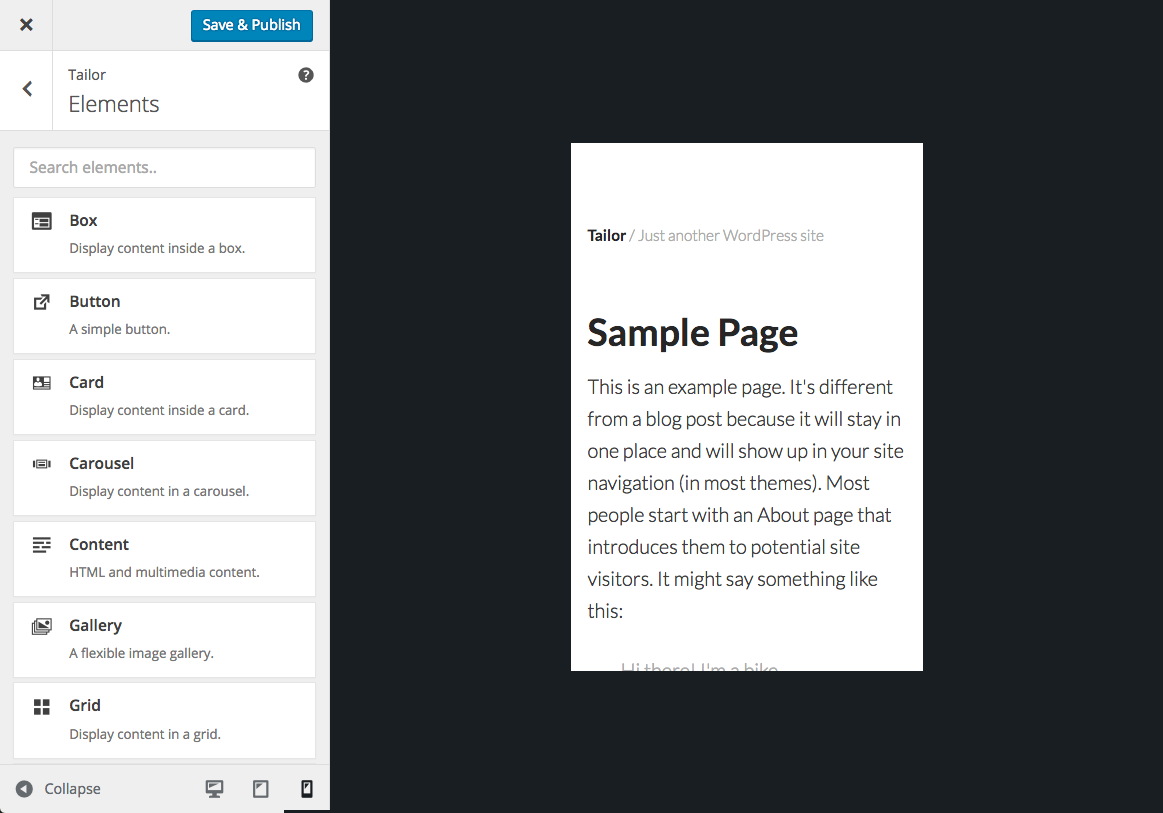 Save & Publish
Tailor
Elements
Search elements..
Box
Display content inside a box.
Button
A simple button.
Card
Display content inside a card.
Carousel
Display content in a carousel.
Content
HTML and multimedia content.
Gallery
A flexible image gallery.
Grid
Display content in a grid.
Collapse
Tailor / Just another WordPress site
Sample Page
This is an example page. It's different
from a blog post because it will stay in
one place and will show up in your site
navigation (in most themes). Most
people start with an About page that
introduces them to potential site
visitors. It might say something like
this:
Hi there! I'm a bike